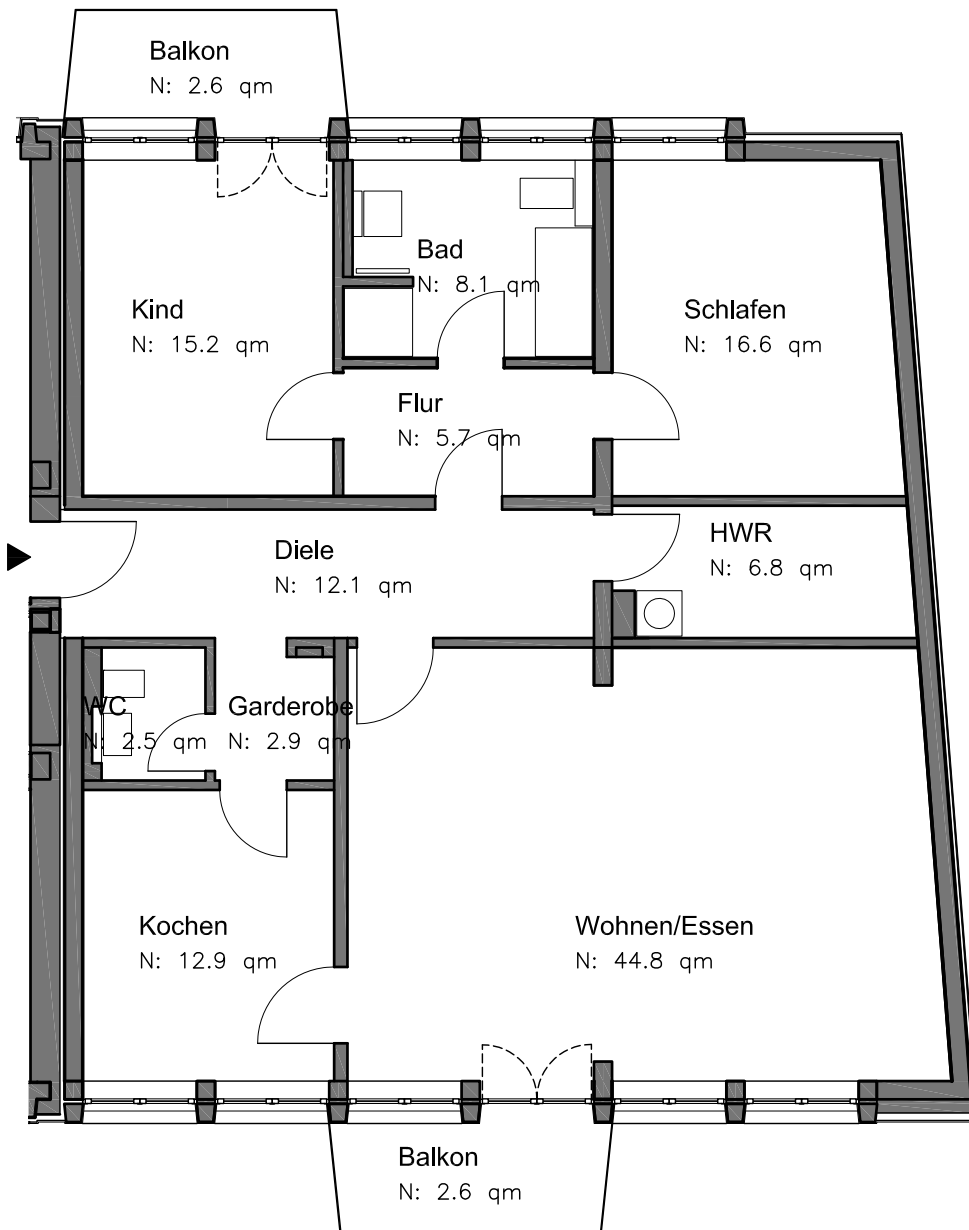 Balkon
N: 2.6 qm
Bad
N: 8.1 qm
Kind
N: 15.2 qm
Schlafen
N: 16.6 qm
Flur
N: 5.7 qm
Diele
N: 12.1 qm
HWR
N: 6.8 qm
WC
N: 2.5 qm
Garderobe
N: 2.9 qm
Kochen
N: 12.9 qm
Wohnen/Essen
N: 44.8 qm
Balkon
N: 2.6 qm